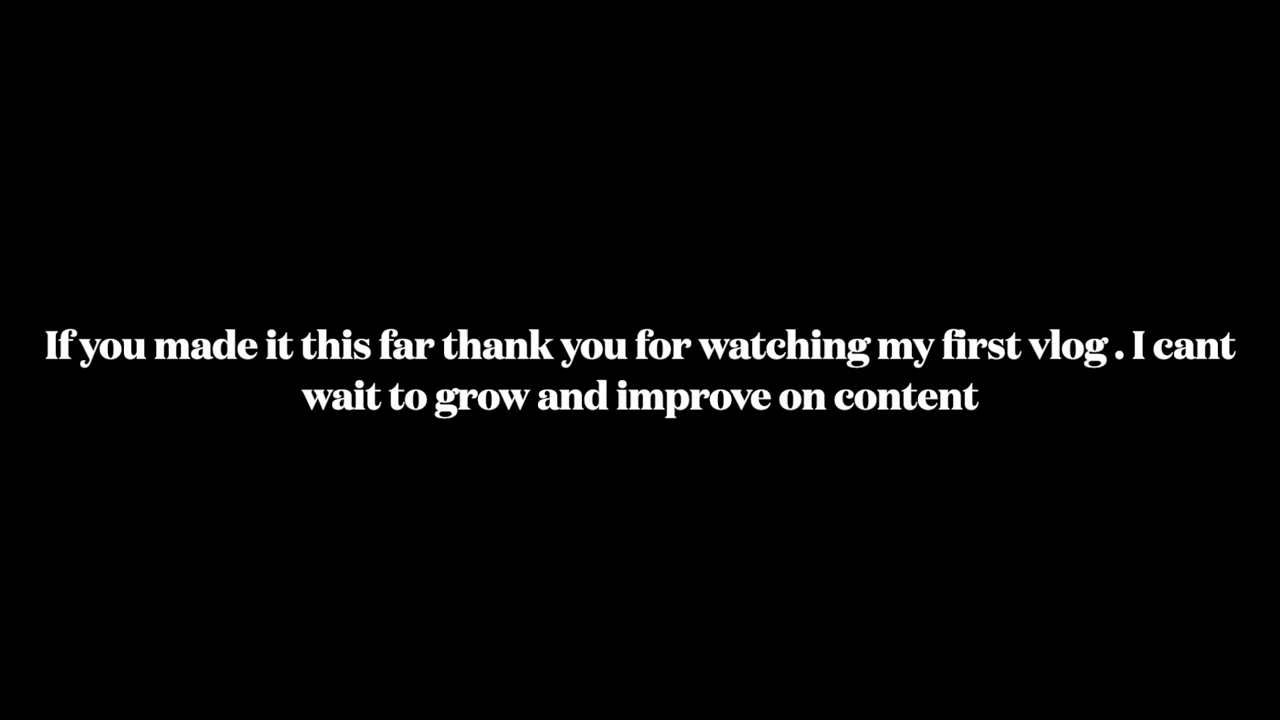 If you made it this far thank you for watching my first vlog . I cant
wait to grow and improve on content